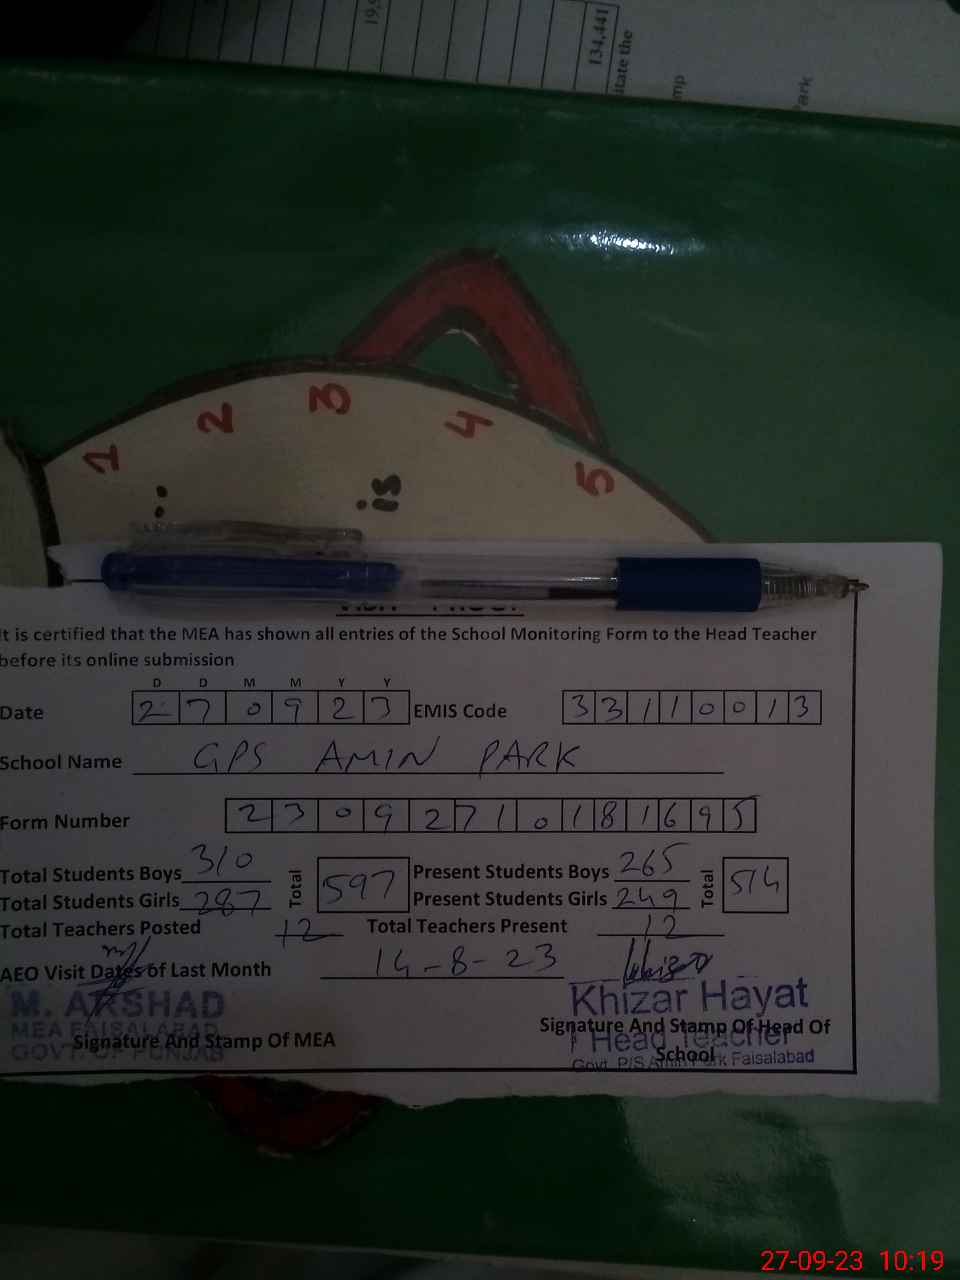 134,441
itate the
mp
Park
1 2 3 4 5
is
It is certified that the MEA has shown all entries of the School Monitoring Form to the Head Teacher
before its online submission
D D M M Y Y
Date 2 7 0 9 2 3 EMIS Code 3 3 1 1 0 0 1 3
School Name GPS AMIN PARK
Form Number 2 3 0 9 2 7 1 0 1 8 1 6 9 5
Total Students Boys 310 Total 597 Present Students Boys 265 Total 514
Total Students Girls 287 Present Students Girls 249
Total Teachers Posted 12 Total Teachers Present 12
AEO Visit Dates of Last Month 14-8-23
M. ARSHAD
MEA FAISALABAD
GOVT. OF PUNJAB
Signature And Stamp Of MEA
Khizar Hayat
Signature And Stamp Of Head Of
School
Head Teacher
Govt. P/S Amin Park Faisalabad
27-09-23 10:19